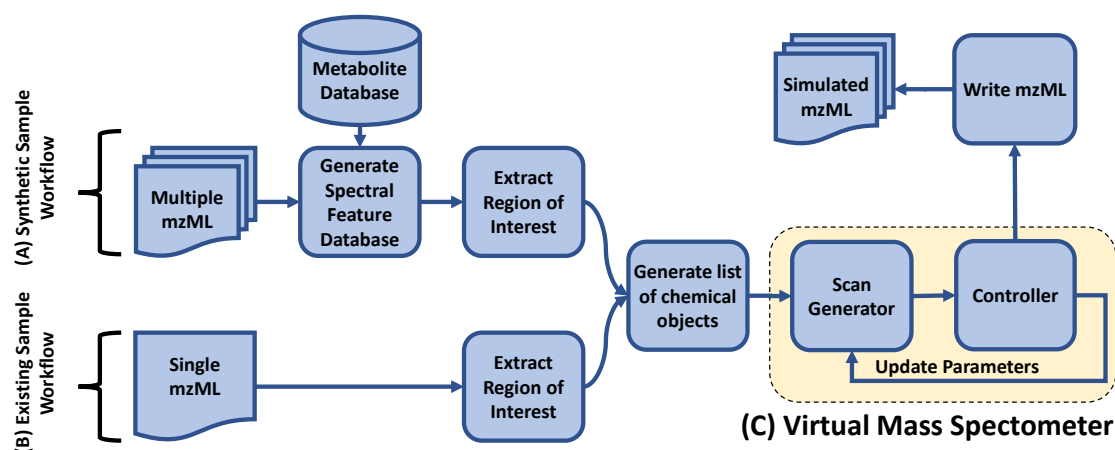 (A) Synthetic Sample
Workflow
Multiple
mzML
Metabolite
Database
Generate
Spectral
Feature
Database
Extract
Region of
Interest
(B) Existing Sample
Workflow
Single
mzML
Extract
Region of
Interest
Generate list
of chemical
objects
Simulated
mzML
Write mzML
Scan
Generator
Controller
Update Parameters
(C) Virtual Mass Spectometer